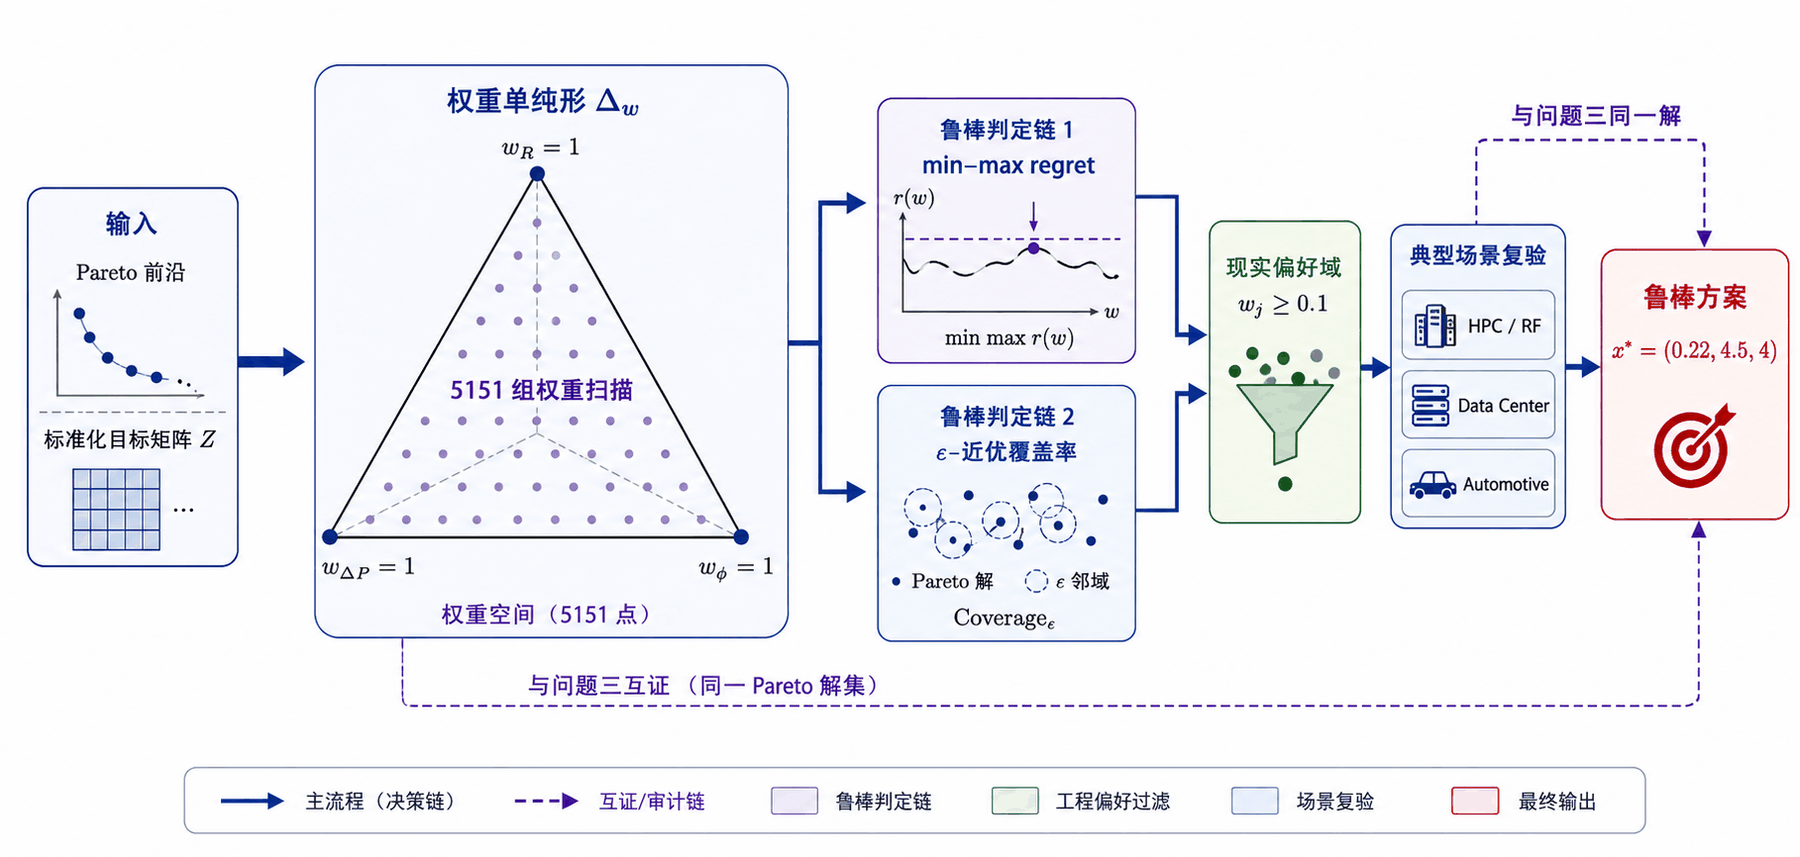 输入
Pareto 前沿
标准化目标矩阵 Z
...
权重单纯形 Δ_w
w_R = 1
5151 组权重扫描
w_{ΔP} = 1
w_ϕ = 1
权重空间（5151 点）
鲁棒判定链 1
min–max regret
r(w)
w
min max r(w)
鲁棒判定链 2
ε–近优覆盖率
Pareto 解
ε 邻域
Coverage_ε
现实偏好域
w_j ≥ 0.1
典型场景复验
HPC / RF
Data Center
Automotive
与问题三同一解
鲁棒方案
x* = (0.22, 4.5, 4)
与问题三互证 （同一 Pareto 解集）
主流程（决策链）
互证/审计链
鲁棒判定链
工程偏好过滤
场景复验
最终输出